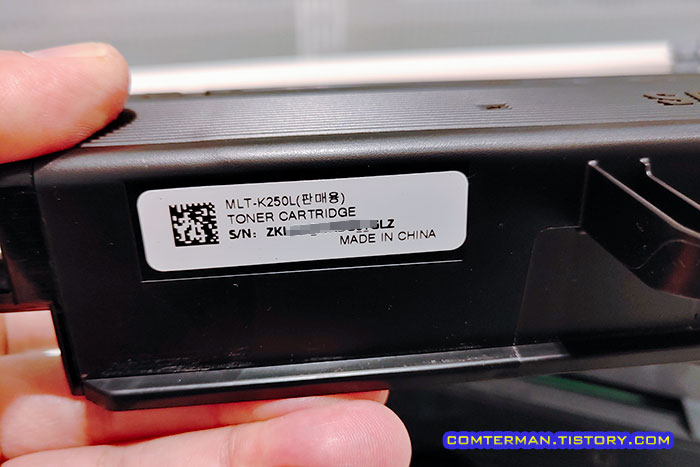 MLT-K250L(판매용)
TONER CARTRIDGE
S/N:
MADE IN CHINA
COMTERMAN.TISTORY.COM